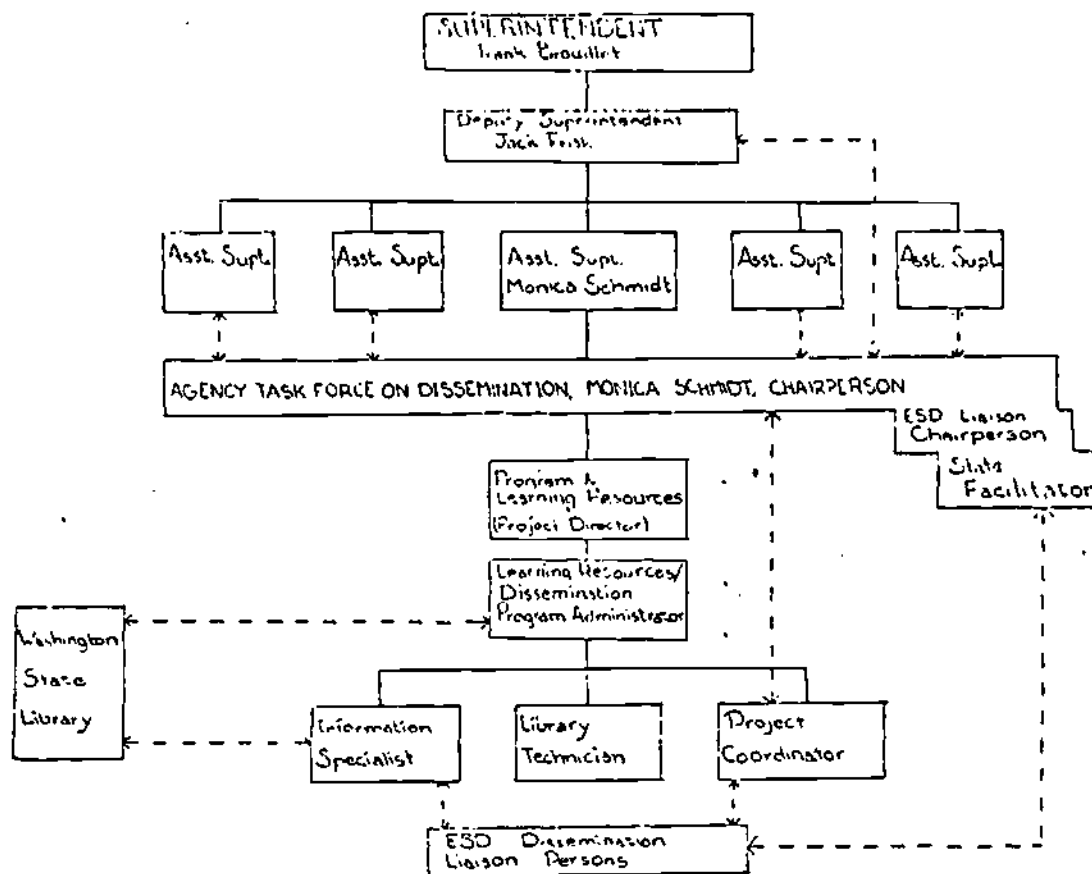 SUPERINTENDENT
Frank Brouillet
Deputy Superintendent
Jack Frisk
Asst. Supt.
Asst. Supt
Asst. Supt.
Monica Schmidt
Asst. Supt
Asst. Supt.
AGENCY TASK FORCE ON DISSEMINATION, MONICA SCHMIDT, CHAIRPERSON
ESD Liaison
Chairperson
State
Facilitator
Program &
Learning Resources
(Project Director)
Learning Resources/
Dissemination
Program Administrator
Washington
State
Library
Information
Specialist
Library
Technician
Project
Coordinator
ESD Dissemination
Liaison Persons